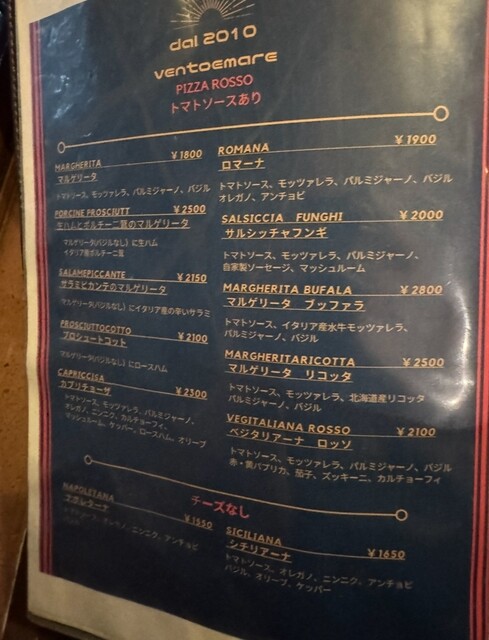 dal 2010
ventoemare
PIZZA ROSSO
トマトソースあり
MARGHERITA ¥1800
マルゲリータ
トマトソース、モッツァレラ、パルミジャーノ、バジル
PORCINE PROSCIUTT ¥2500
生ハムとポルチーニ茸のマルゲリータ
マルゲリータ(バジルなし)に生ハム
イタリア産ポルチーニ茸
SALAMEPICCANTE ¥2150
サラミピカンテのマルゲリータ
マルゲリータ(バジルなし)にイタリア産の辛いサラミ
PROSCIUTTOCOTTO ¥2100
プロシュートコット
マルゲリータ(バジルなし)にロースハム
CAPRICCISA ¥2300
カプリチョーザ
トマトソース、モッツァレラ、パルミジャーノ、
オレガノ、ニンニク、カルチョーフィ、
マッシュルーム、ケッパー、ロースハム、オリーブ
ROMANA ¥1900
ロマーナ
トマトソース、モッツァレラ、パルミジャーノ、バジル
オレガノ、アンチョビ
SALSICCIA FUNGHI ¥2000
サルシッチャフンギ
トマトソース、モッツァレラ、パルミジャーノ、
自家製ソーセージ、マッシュルーム
MARGHERITA BUFALA ¥2800
マルゲリータ ブッファラ
トマトソース、イタリア産水牛モッツァレラ、
パルミジャーノ、バジル
MARGHERITARICOTTA ¥2500
マルゲリータ リコッタ
トマトソース、モッツァレラ、北海道産リコッタ
パルミジャーノ、バジル
VEGITALIANA ROSSO ¥2100
ベジタリアーナ ロッソ
トマトソース、モッツァレラ、パルミジャーノ、バジル
赤・黄パプリカ、茄子、ズッキーニ、カルチョーフィ
チーズなし
NAPOLETANA ¥1550
ナポレターナ
トマトソース、オレガノ、ニンニク、アンチョビ
SICILIANA ¥1650
シチリアーナ
トマトソース、オレガノ、ニンニク、アンチョビ
バジル、オリーブ、ケッパー